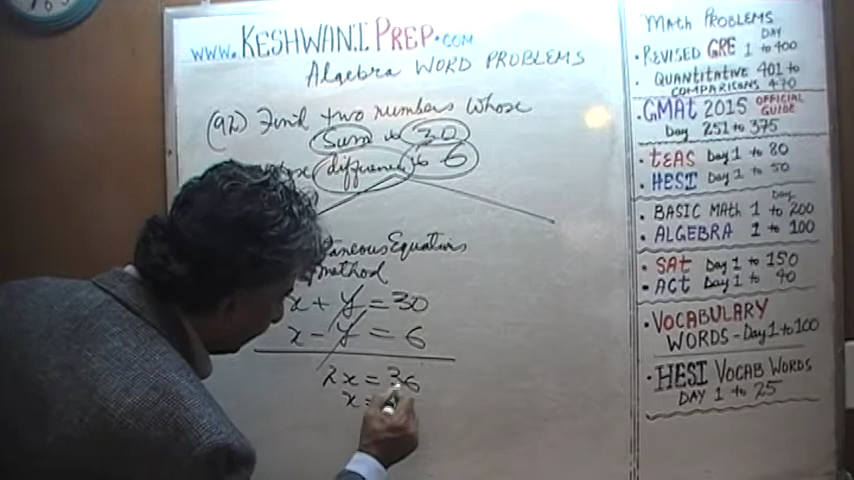 www.KESHWANI PREP.COM
Algebra WORD PROBLEMS
(92) Find two numbers whose
Sum is 30
difference is 6
Equations
method
x + y = 30
x - y = 6
2x = 36
x =
MATH PROBLEMS
• REVISED GRE DAY 1 to 400
• QUANTITATIVE 401 to
COMPARISONS 470
• GMAT 2015 OFFICIAL GUIDE
Day 251 to 375
• TEAS Day 1 to 80
• HESI Day 1 to 50
Day
• BASIC MATH 1 to 200
• ALGEBRA 1 to 100
• SAT Day 1 to 150
• ACT Day 1 to 90
• VOCABULARY
WORDS - Day 1 to 100
• HESI VOCAB WORDS
DAY 1 to 25